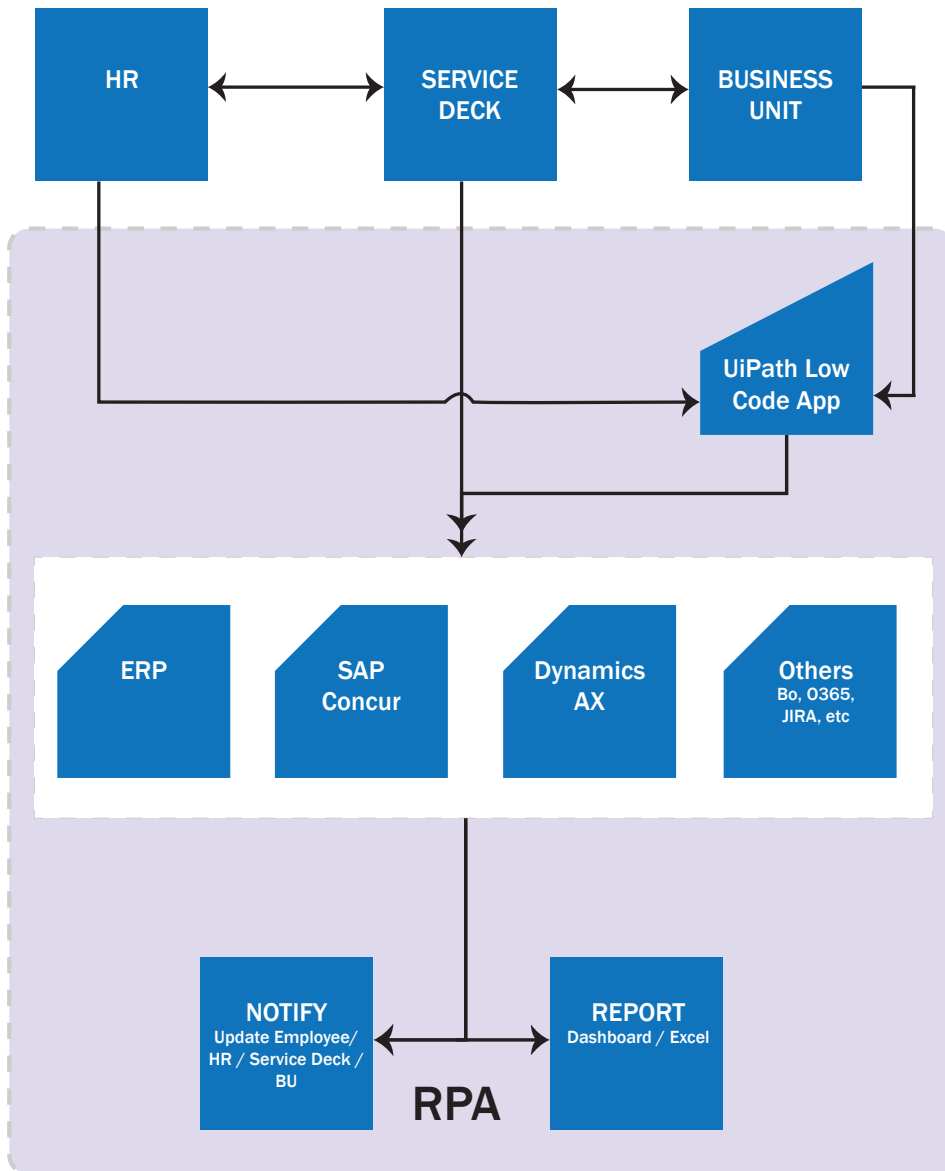 HR
SERVICE
DECK
BUSINESS
UNIT
UiPath Low
Code App
ERP
SAP
Concur
Dynamics
AX
Others
Bo, O365,
JIRA, etc
NOTIFY
Update Employee/
HR / Service Deck /
BU
REPORT
Dashboard / Excel
RPA